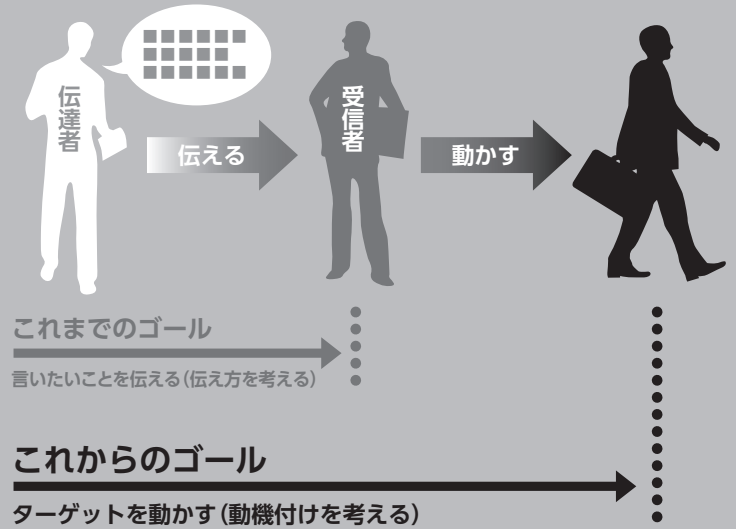 伝達者
伝える
受信者
動かす
これまでのゴール
言いたいことを伝える(伝え方を考える)
これからのゴール
ターゲットを動かす(動機付けを考える)